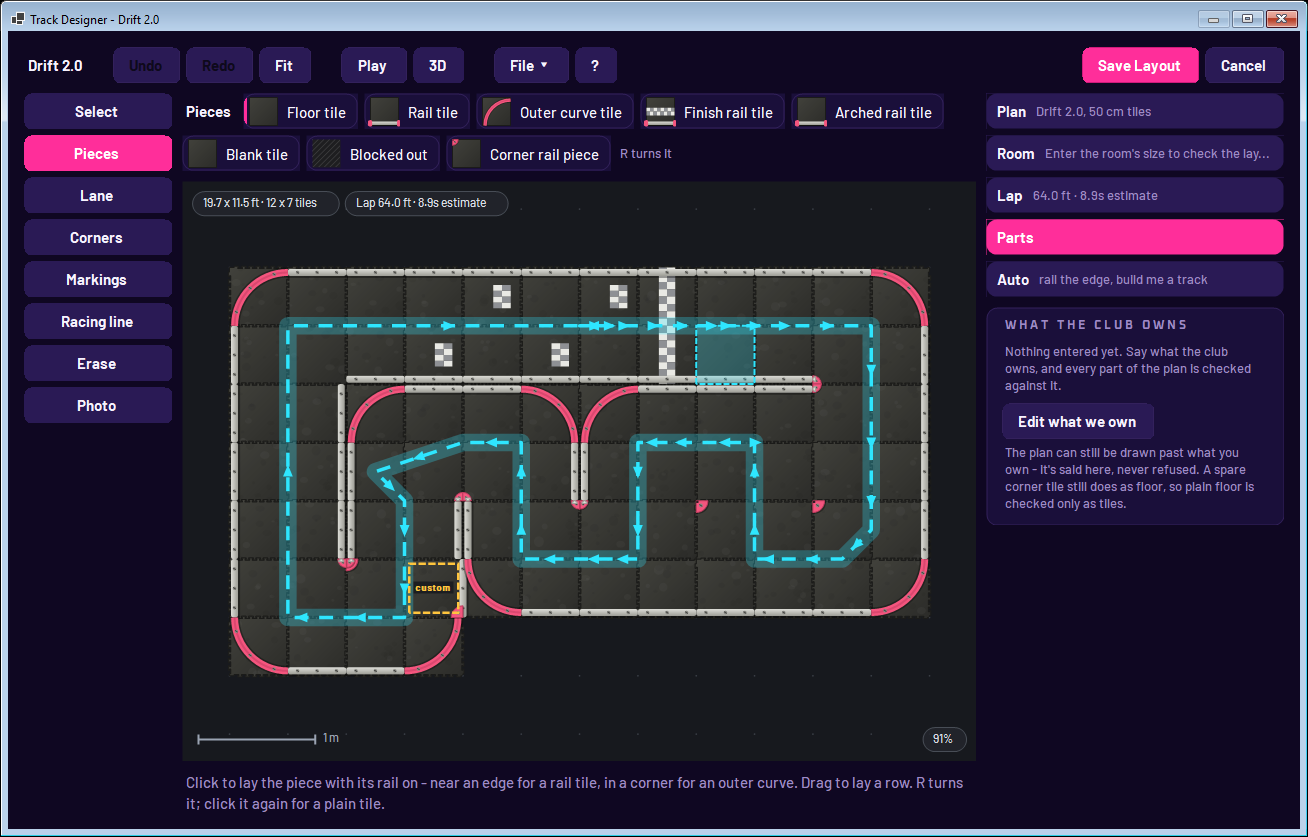 Track Designer - Drift 2.0
Drift 2.0
Undo
Redo
Fit
Play
3D
File
?
Save Layout
Cancel
Select
Pieces
Lane
Corners
Markings
Racing line
Erase
Photo
Pieces
Floor tile
Rail tile
Outer curve tile
Finish rail tile
Arched rail tile
Blank tile
Blocked out
Corner rail piece
R turns it
19.7 x 11.5 ft · 12 x 7 tiles
Lap 64.0 ft · 8.9s estimate
custom
1 m
91%
Click to lay the piece with its rail on - near an edge for a rail tile, in a corner for an outer curve. Drag to lay a row. R turns
it; click it again for a plain tile.
Plan Drift 2.0, 50 cm tiles
Room Enter the room's size to check the lay...
Lap 64.0 ft · 8.9s estimate
Parts
Auto rail the edge, build me a track
WHAT THE CLUB OWNS
Nothing entered yet. Say what the club
owns, and every part of the plan is checked
against it.
Edit what we own
The plan can still be drawn past what you
own - it's said here, never refused. A spare
corner tile still does as floor, so plain floor is
checked only as tiles.